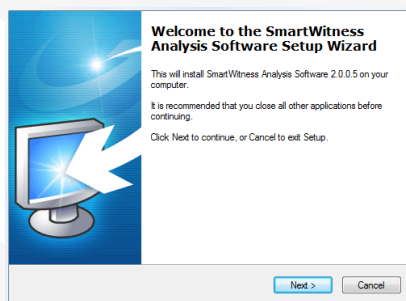 Welcome to the SmartWitness
Analysis Software Setup Wizard
This will install SmartWitness Analysis Software 2.0.0.5 on your
computer.
It is recommended that you close all other applications before
continuing.
Click Next to continue, or Cancel to exit Setup.
Next >
Cancel